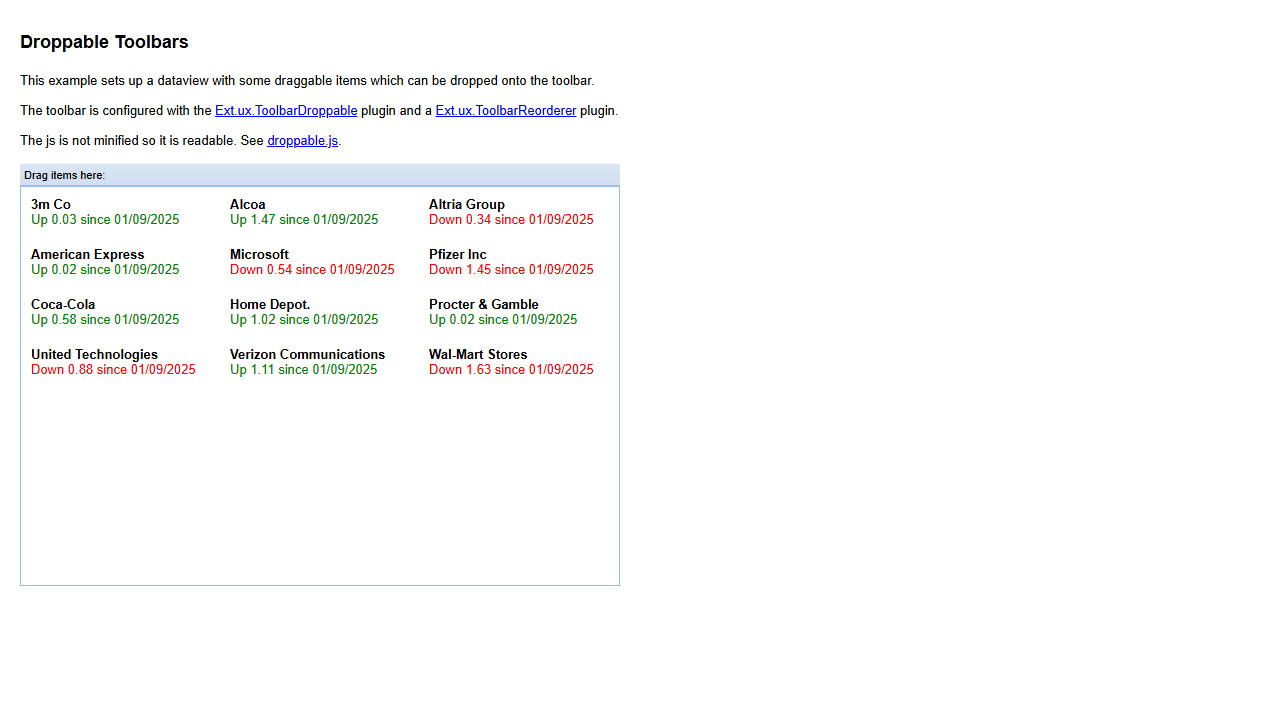 Droppable Toolbars
This example sets up a dataview with some draggable items which can be dropped onto the toolbar.
The toolbar is configured with the Ext.ux.ToolbarDroppable plugin and a Ext.ux.ToolbarReorderer plugin.
The js is not minified so it is readable. See droppable.js.
Drag items here:
3m Co
Up 0.03 since 01/09/2025
Alcoa
Up 1.47 since 01/09/2025
Altria Group
Down 0.34 since 01/09/2025
American Express
Up 0.02 since 01/09/2025
Microsoft
Down 0.54 since 01/09/2025
Pfizer Inc
Down 1.45 since 01/09/2025
Coca-Cola
Up 0.58 since 01/09/2025
Home Depot.
Up 1.02 since 01/09/2025
Procter & Gamble
Up 0.02 since 01/09/2025
United Technologies
Down 0.88 since 01/09/2025
Verizon Communications
Up 1.11 since 01/09/2025
Wal-Mart Stores
Down 1.63 since 01/09/2025